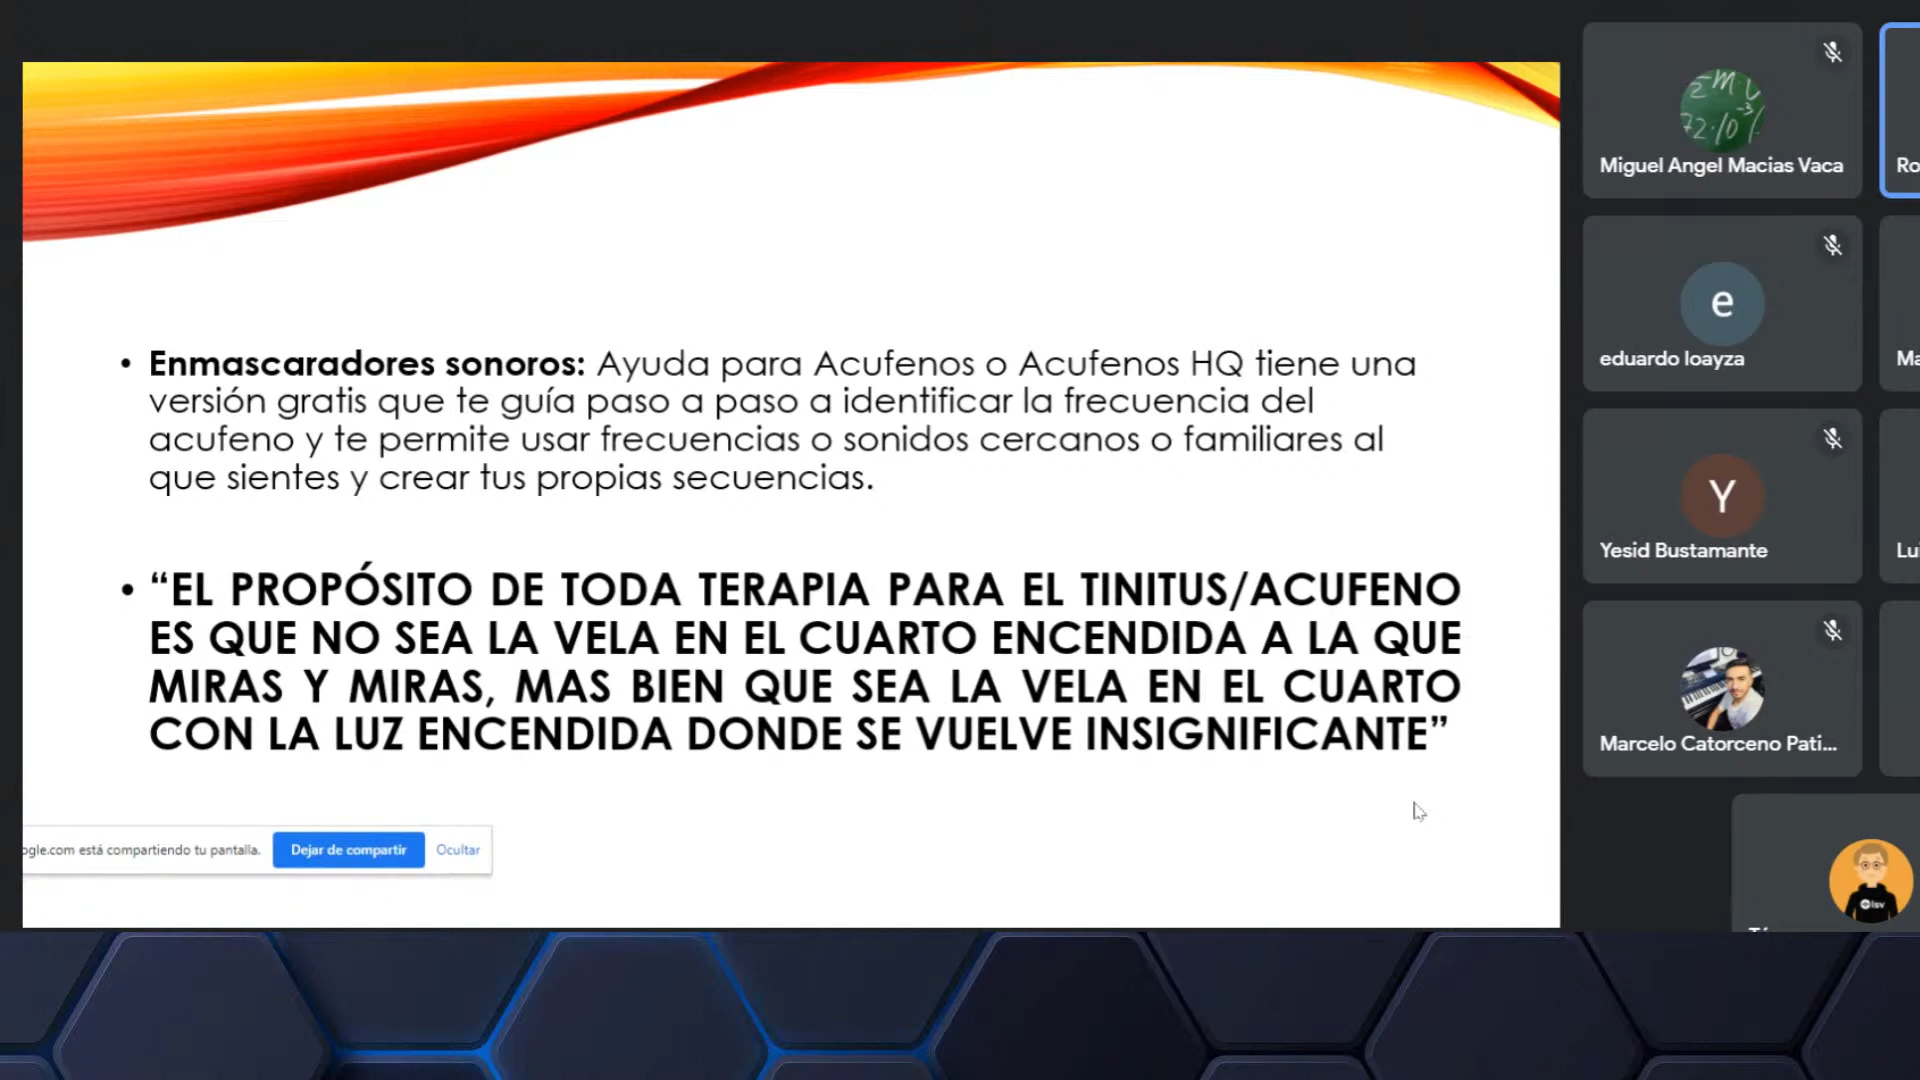 • Enmascaradores sonoros: Ayuda para Acufenos o Acufenos HQ tiene una
versión gratis que te guía paso a paso a identificar la frecuencia del
acufeno y te permite usar frecuencias o sonidos cercanos o familiares al
que sientes y crear tus propias secuencias.
• “EL PROPÓSITO DE TODA TERAPIA PARA EL TINITUS/ACUFENO
ES QUE NO SEA LA VELA EN EL CUARTO ENCENDIDA A LA QUE
MIRAS Y MIRAS, MAS BIEN QUE SEA LA VELA EN EL CUARTO
CON LA LUZ ENCENDIDA DONDE SE VUELVE INSIGNIFICANTE”
ogle.com está compartiendo tu pantalla. Dejar de compartir Ocultar
Miguel Angel Macias Vaca
Ro
e
eduardo loayza
Ma
Y
Yesid Bustamante
Lui
Marcelo Catorceno Pati...
lsv